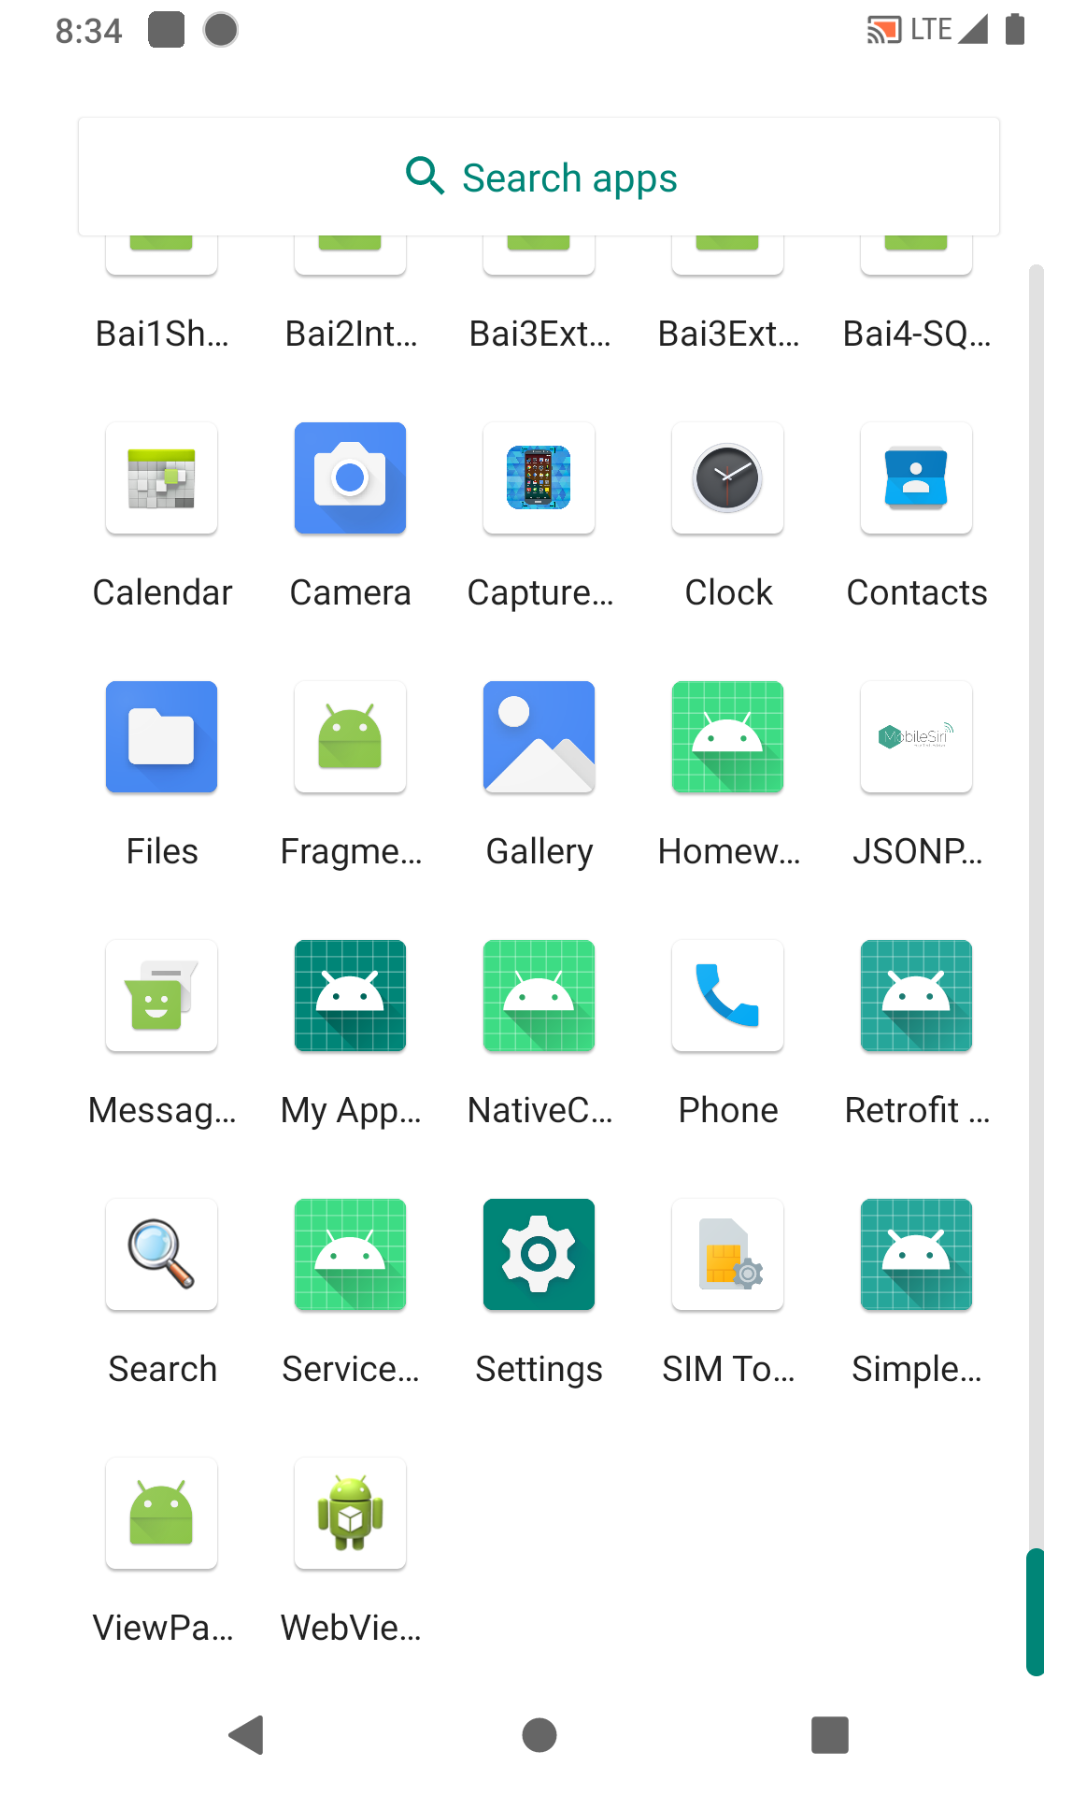 8:34 LTE
Search apps
Bai1Sh... Bai2Int... Bai3Ext... Bai3Ext... Bai4-SQ...
Calendar Camera Capture... Clock Contacts
MobileSiri
Files Fragme... Gallery Homew... JSONP...
Messag... My App... NativeC... Phone Retrofit ...
Search Service... Settings SIM To... Simple...
ViewPa... WebVie...